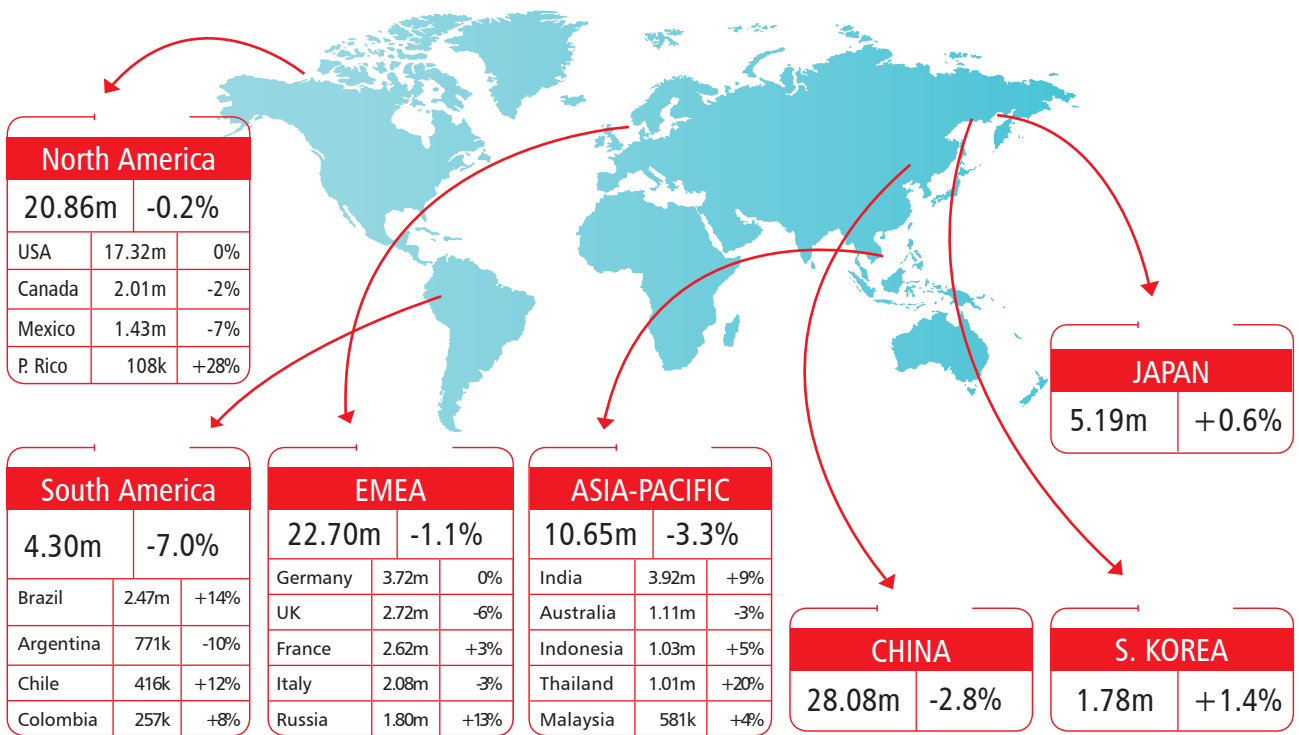 North America
20.86m -0.2%
USA 17.32m 0%
Canada 2.01m -2%
Mexico 1.43m -7%
P. Rico 108k +28%
JAPAN
5.19m +0.6%
South America
4.30m -7.0%
Brazil 2.47m +14%
Argentina 771k -10%
Chile 416k +12%
Colombia 257k +8%
EMEA
22.70m -1.1%
Germany 3.72m 0%
UK 2.72m -6%
France 2.62m +3%
Italy 2.08m -3%
Russia 1.80m +13%
ASIA-PACIFIC
10.65m -3.3%
India 3.92m +9%
Australia 1.11m -3%
Indonesia 1.03m +5%
Thailand 1.01m +20%
Malaysia 581k +4%
CHINA
28.08m -2.8%
S. KOREA
1.78m +1.4%